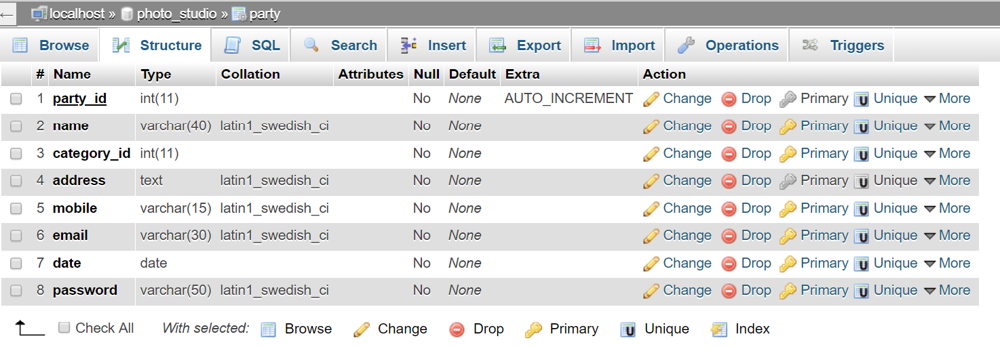 localhost » photo_studio » party
Browse Structure SQL Search Insert Export Import Operations Triggers
# Name Type Collation Attributes Null Default Extra Action
1 party_id int(11) No None AUTO_INCREMENT Change Drop Primary Unique More
2 name varchar(40) latin1_swedish_ci No None Change Drop Primary Unique More
3 category_id int(11) No None Change Drop Primary Unique More
4 address text latin1_swedish_ci No None Change Drop Primary Unique More
5 mobile varchar(15) latin1_swedish_ci No None Change Drop Primary Unique More
6 email varchar(30) latin1_swedish_ci No None Change Drop Primary Unique More
7 date date No None Change Drop Primary Unique More
8 password varchar(50) latin1_swedish_ci No None Change Drop Primary Unique More
Check All With selected: Browse Change Drop Primary Unique Index